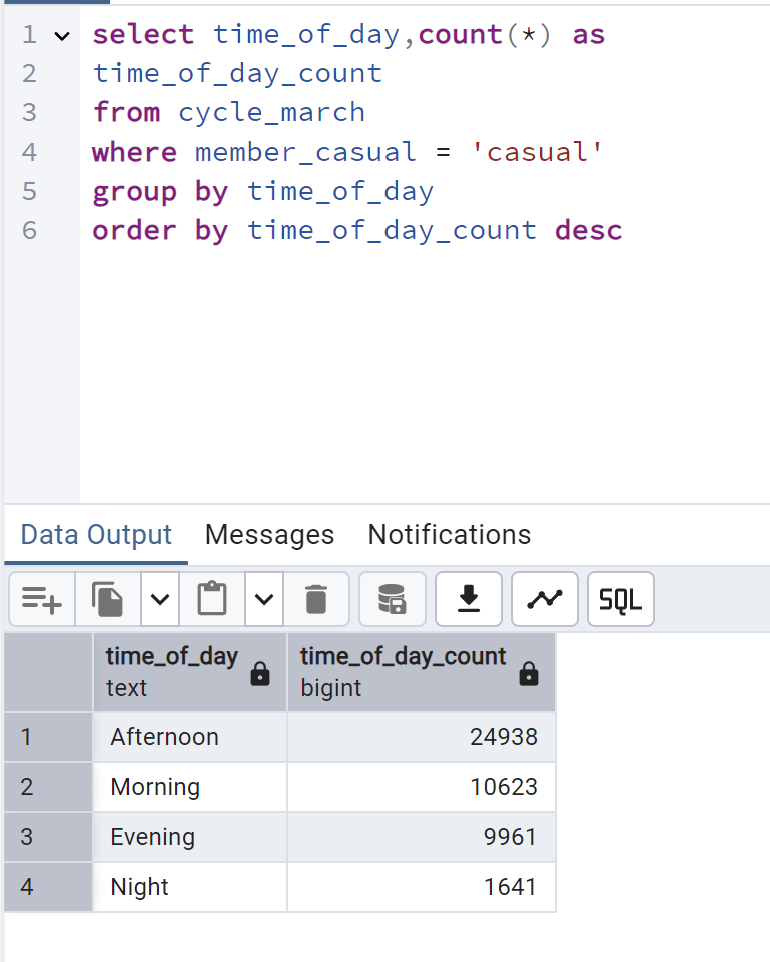 1 select time_of_day,count(*) as
2 time_of_day_count
3 from cycle_march
4 where member_casual = 'casual'
5 group by time_of_day
6 order by time_of_day_count desc
Data Output Messages Notifications
SQL
time_of_day time_of_day_count
text bigint
1 Afternoon 24938
2 Morning 10623
3 Evening 9961
4 Night 1641